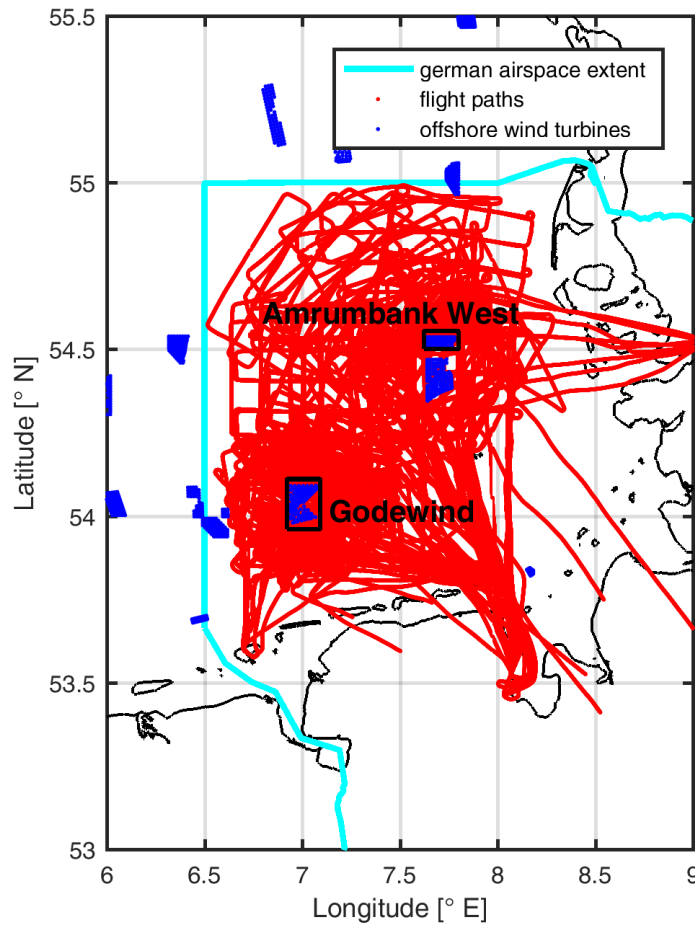 55.5
german airspace extent
flight paths
offshore wind turbines
55
Amrumbank West
54.5
Latitude [° N]
54
Godewind
53.5
53
6
6.5
7
7.5
8
8.5
9
Longitude [° E]